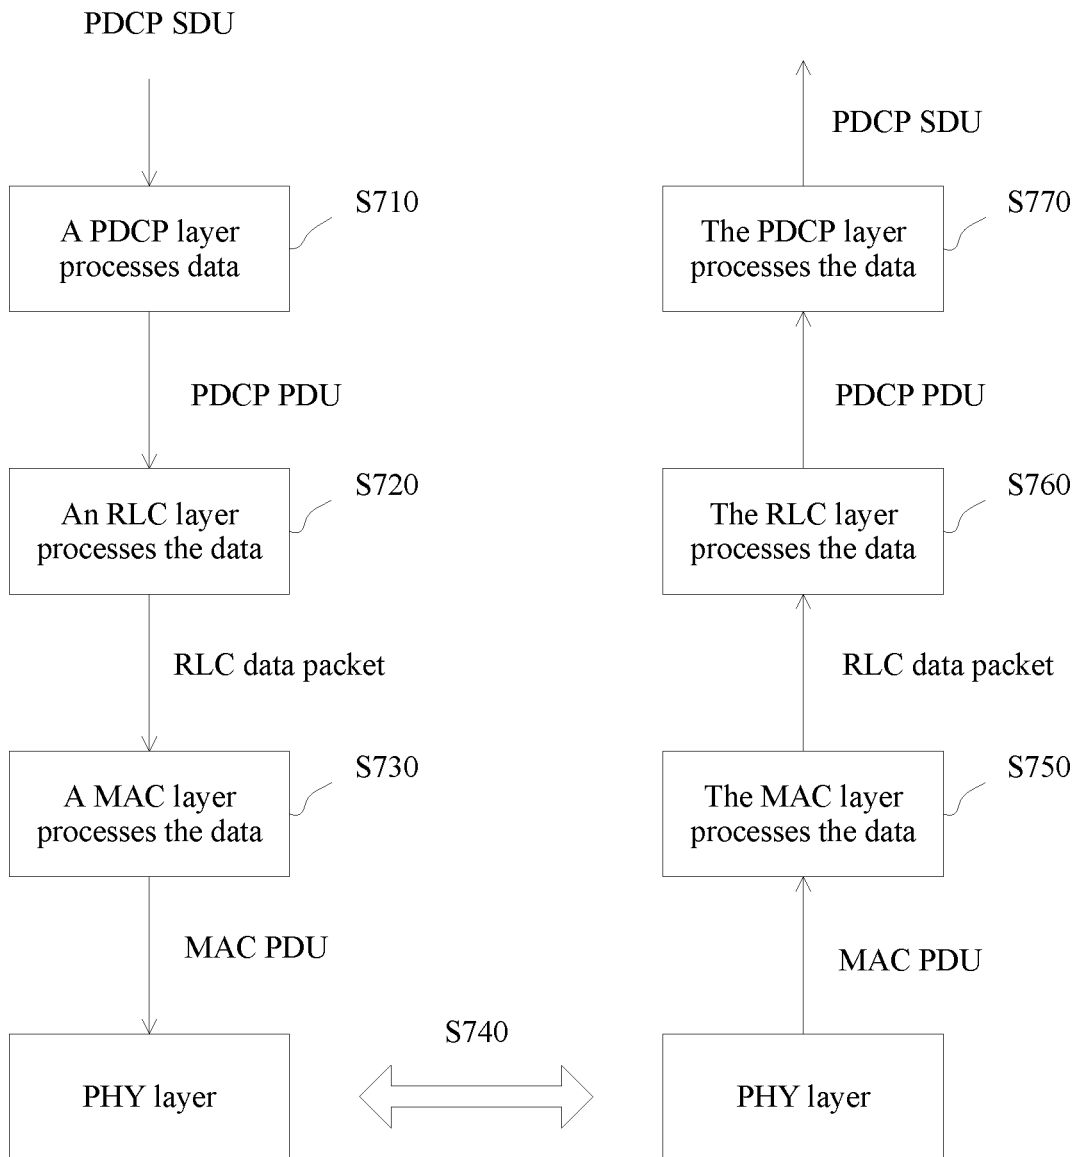 PDCP SDU
PDCP SDU
A PDCP layer
processes data
S710
The PDCP layer
processes the data
S770
PDCP PDU
PDCP PDU
An RLC layer
processes the data
S720
The RLC layer
processes the data
S760
RLC data packet
RLC data packet
A MAC layer
processes the data
S730
The MAC layer
processes the data
S750
MAC PDU
MAC PDU
PHY layer
S740
PHY layer